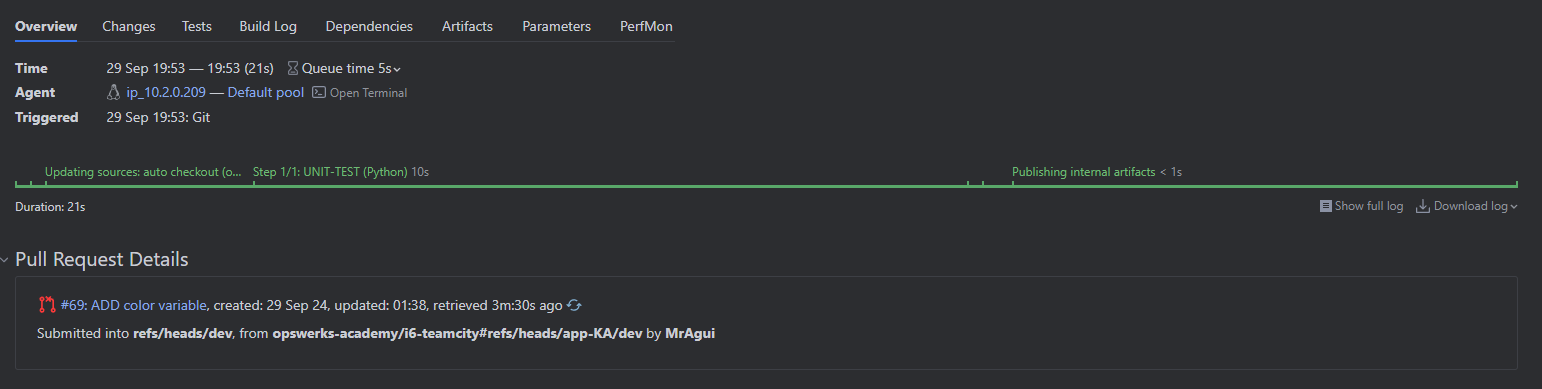 Overview Changes Tests Build Log Dependencies Artifacts Parameters PerfMon
Time 29 Sep 19:53 — 19:53 (21s) Queue time 5s
Agent ip_10.2.0.209 — Default pool Open Terminal
Triggered 29 Sep 19:53: Git
Updating sources: auto checkout (o... Step 1/1: UNIT-TEST (Python) 10s Publishing internal artifacts < 1s
Duration: 21s Show full log Download log
Pull Request Details
#69: ADD color variable, created: 29 Sep 24, updated: 01:38, retrieved 3m:30s ago
Submitted into refs/heads/dev, from opswerks-academy/i6-teamcity#refs/heads/app-KA/dev by MrAgui